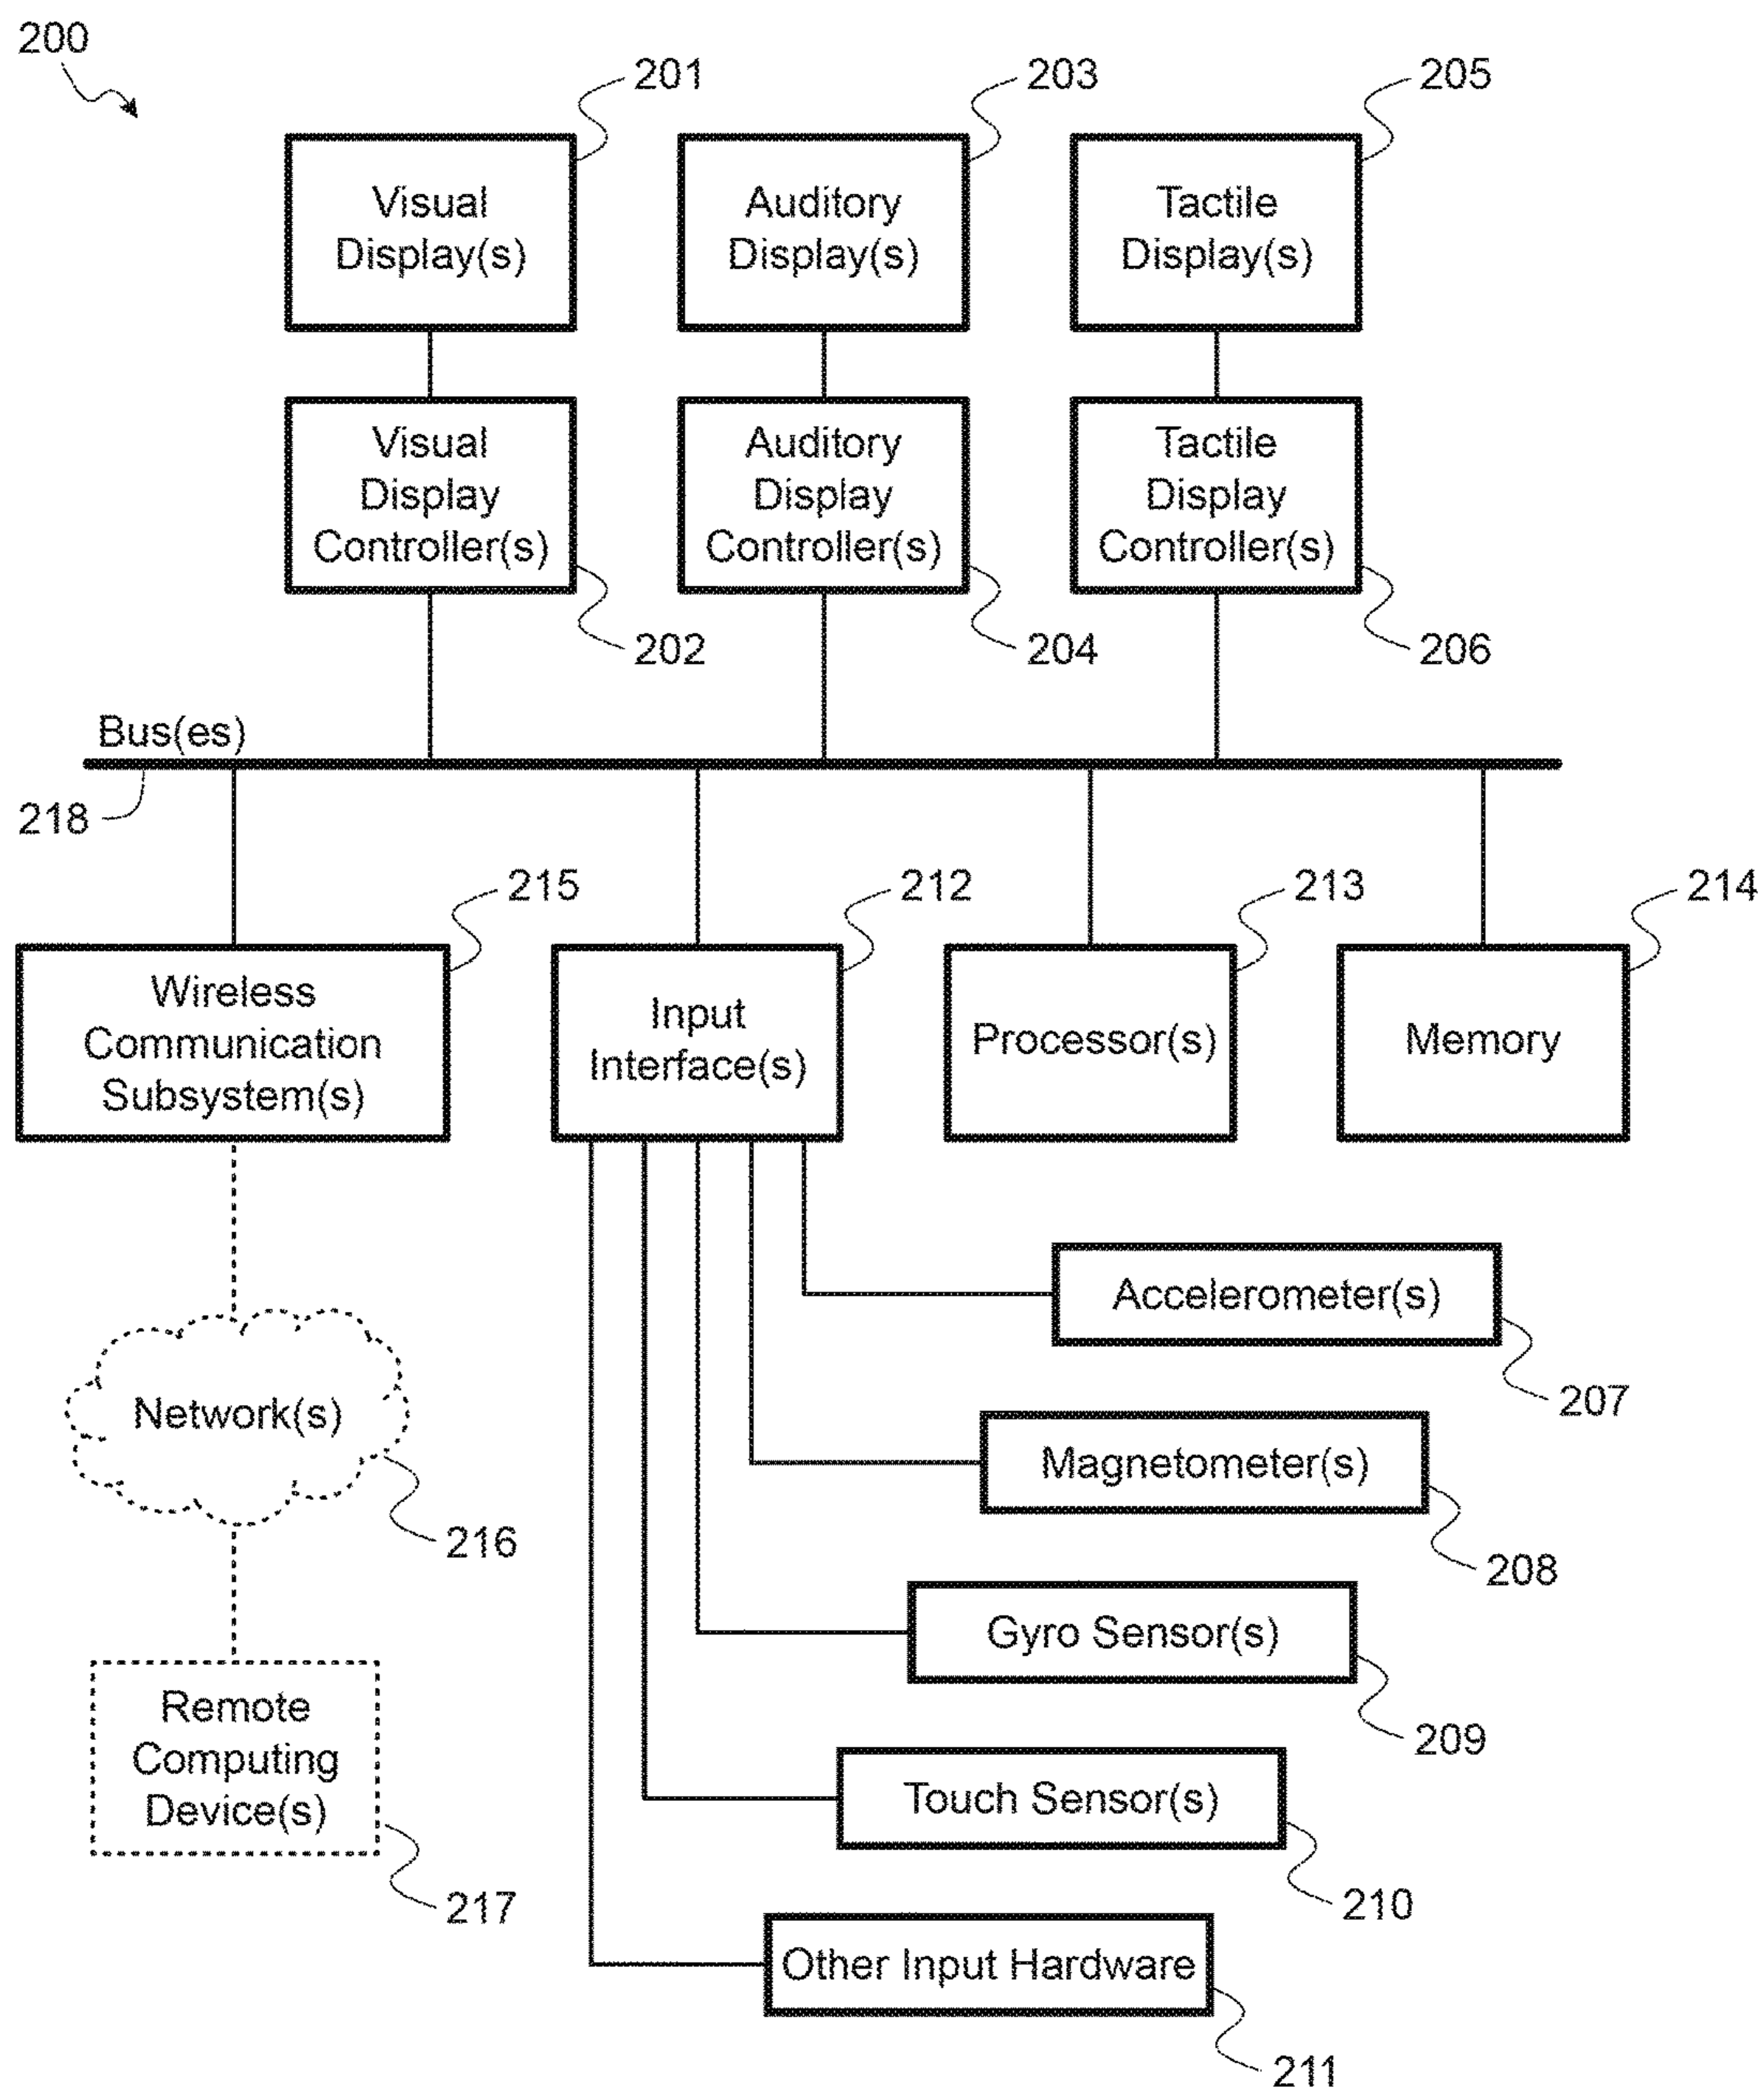 200
201
203
205
Visual
Display(s)
Auditory
Display(s)
Tactile
Display(s)
Visual
Display
Controller(s)
Auditory
Display
Controller(s)
Tactile
Display
Controller(s)
202
204
206
Bus(es)
218
215
212
213
214
Wireless
Communication
Subsystem(s)
Input
Interface(s)
Processor(s)
Memory
Accelerometer(s)
207
Network(s)
216
Magnetometer(s)
208
Gyro Sensor(s)
209
Remote
Computing
Device(s)
217
Touch Sensor(s)
210
Other Input Hardware
211